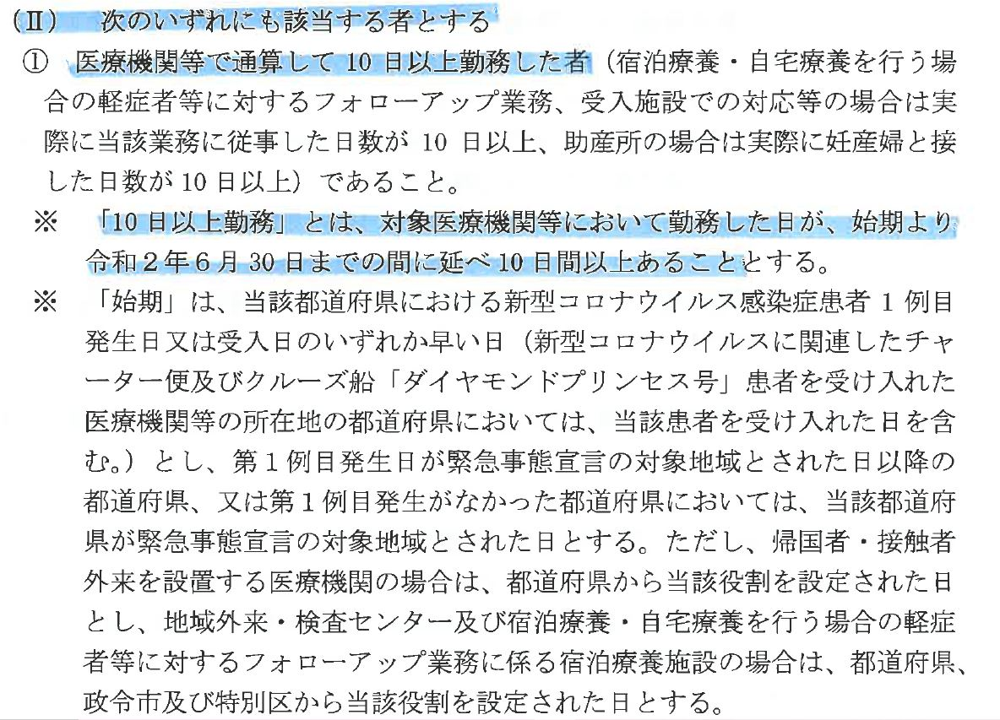 (Ⅱ) 次のいずれにも該当する者とする
① 医療機関等で通算して 10 日以上勤務した者（宿泊療養・自宅療養を行う場
合の軽症者等に対するフォローアップ業務、受入施設での対応等の場合は実
際に当該業務に従事した日数が 10 日以上、助産所の場合は実際に妊産婦と接
した日数が 10 日以上）であること。
※ 「10 日以上勤務」とは、対象医療機関等において勤務した日が、始期より
令和２年６月 30 日までの間に延べ 10 日間以上あることとする。
※ 「始期」は、当該都道府県における新型コロナウイルス感染症患者 1 例目
発生日又は受入日のいずれか早い日（新型コロナウイルスに関連したチャ
ーター便及びクルーズ船「ダイヤモンドプリンセス号」患者を受け入れた
医療機関等の所在地の都道府県においては、当該患者を受け入れた日を含
む。）とし、第１例目発生日が緊急事態宣言の対象地域とされた日以降の
都道府県、又は第１例目発生がなかった都道府県においては、当該都道府
県が緊急事態宣言の対象地域とされた日とする。ただし、帰国者・接触者
外来を設置する医療機関の場合は、都道府県から当該役割を設定された日
とし、地域外来・検査センター及び宿泊療養・自宅療養を行う場合の軽症
者等に対するフォローアップ業務に係る宿泊療養施設の場合は、都道府県、
政令市及び特別区から当該役割を設定された日とする。